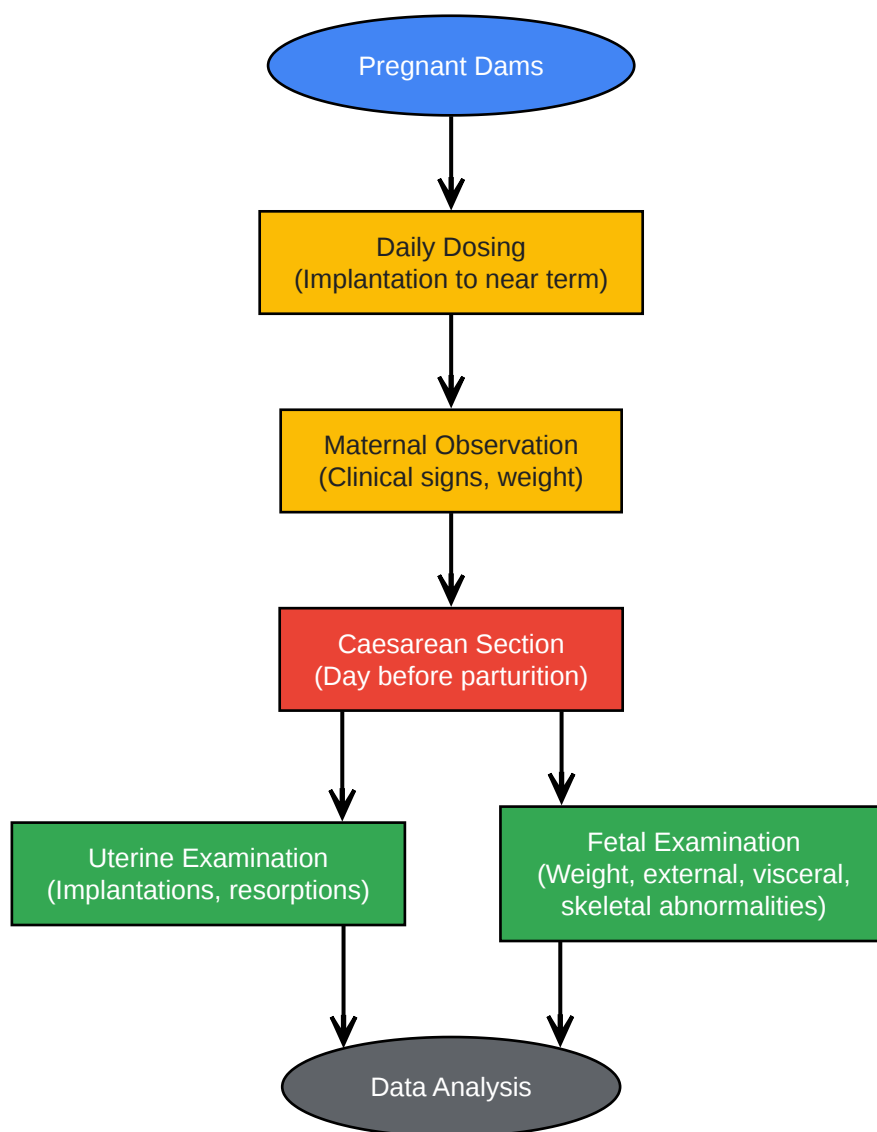 Pregnant Dams
Daily Dosing
(Implantation to near term)
Maternal Observation
(Clinical signs, weight)
Caesarean Section
(Day before parturition)
Uterine Examination
(Implantations, resorptions)
Fetal Examination
(Weight, external, visceral,
skeletal abnormalities)
Data Analysis